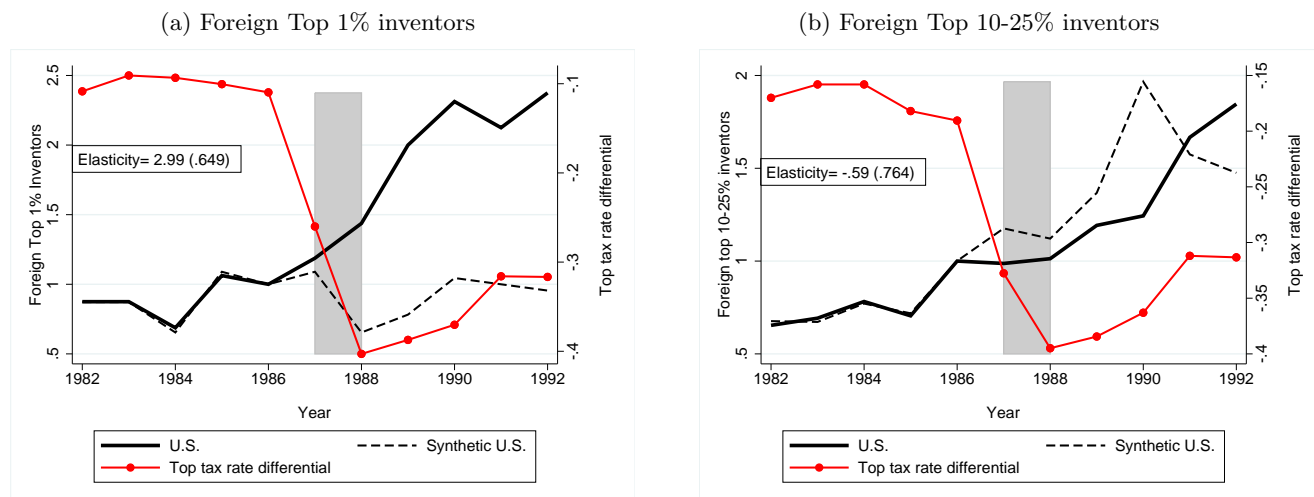 (a) Foreign Top 1% inventors
Foreign Top 1% Inventors
.5
1
1.5
2
2.5
Elasticity= 2.99 (.649)
-.4
-.3
-.2
-.1
Top tax rate differential
1982
1984
1986
1988
1990
1992
Year
U.S.
Synthetic U.S.
Top tax rate differential
(b) Foreign Top 10-25% inventors
Foreign top 10-25% inventors
.5
1
1.5
2
Elasticity= -.59 (.764)
-.4
-.35
-.3
-.25
-.2
-.15
Top tax rate differential
1982
1984
1986
1988
1990
1992
Year
U.S.
Synthetic U.S.
Top tax rate differential